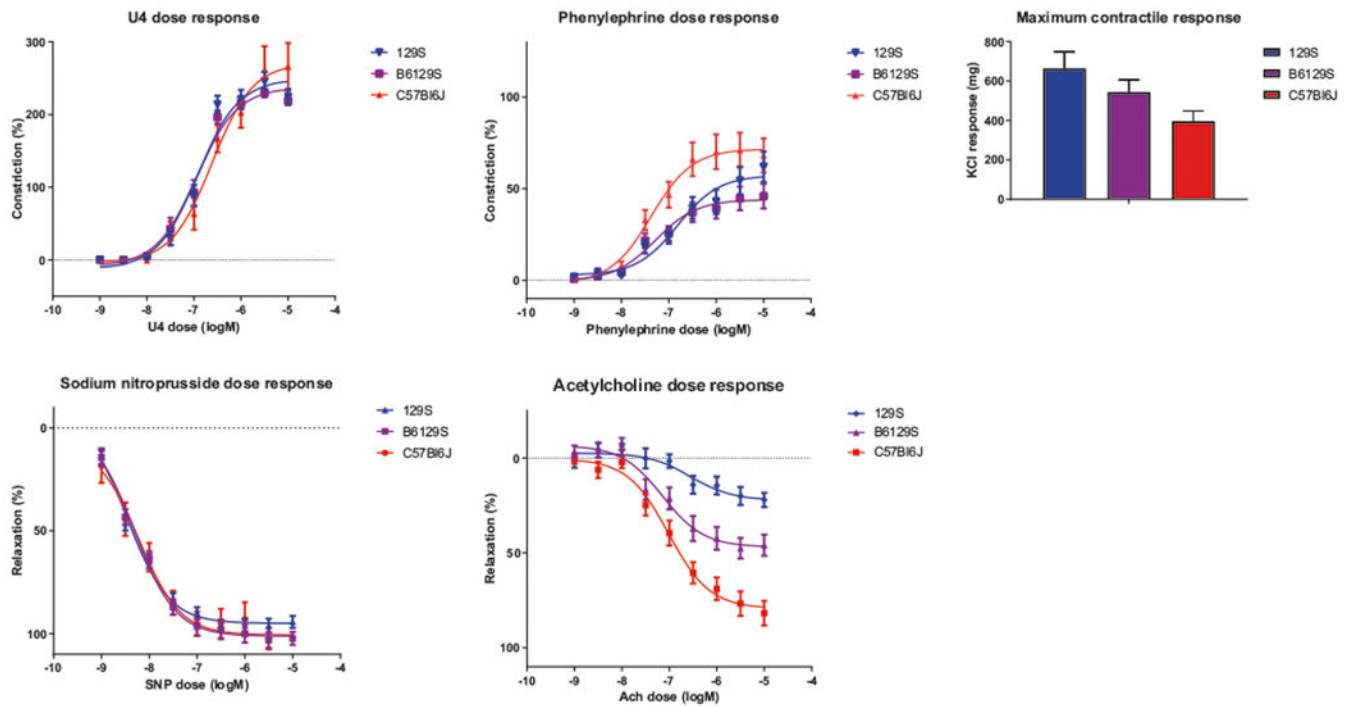 U4 dose response
300
200
100
0
-10 -9 -8 -7 -6 -5 -4
Constriction (%)
U4 dose (logM)
129S
B6129S
C57Bl6J
Phenylephrine dose response
100
50
0
-10 -9 -8 -7 -6 -5 -4
Constriction (%)
Phenylephrine dose (logM)
129S
B6129S
C57Bl6J
Maximum contractile response
800
600
400
200
0
KCl response (mg)
129S
B6129S
C57Bl6J
Sodium nitroprusside dose response
0
50
100
-10 -9 -8 -7 -6 -5 -4
Relaxation (%)
SNP dose (logM)
129S
B6129S
C57Bl6J
Acetylcholine dose response
0
50
100
-10 -9 -8 -7 -6 -5 -4
Relaxation (%)
Ach dose (logM)
129S
B6129S
C57Bl6J